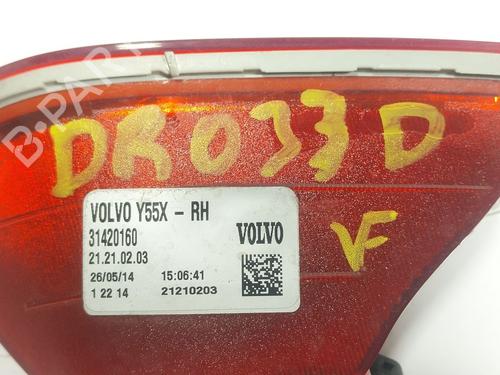 B-PARTS
DR033D
VF
VOLVO Y55X - RH
31420160
VOLVO
21.21.02.03
26/05/14 15:06:41
1 22 14 21210203